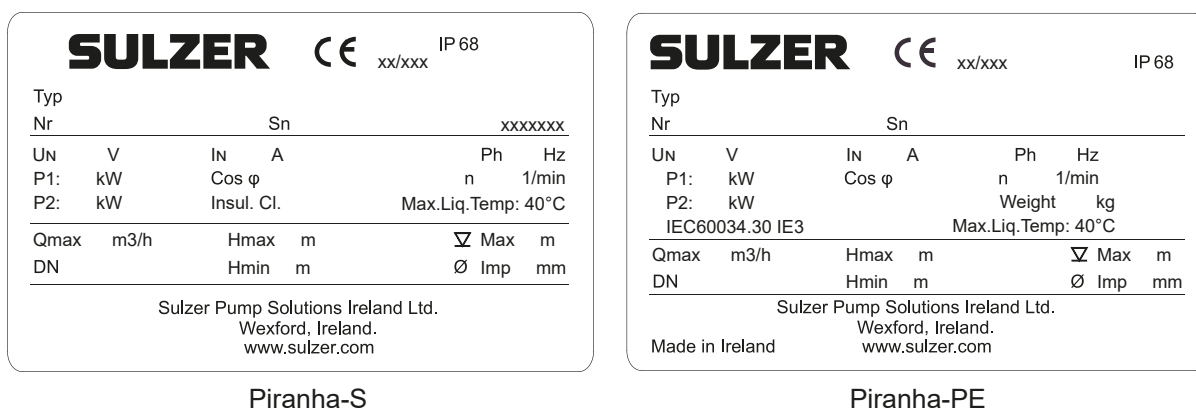 SULZER CE xx/xxx IP 68
Typ
Nr Sn xxxxxxx
UN V IN A Ph Hz
P1: kW Cos φ n 1/min
P2: kW Insul. Cl. Max.Liq.Temp: 40°C
Qmax m3/h Hmax m ∇ Max m
DN Hmin m Ø Imp mm
Sulzer Pump Solutions Ireland Ltd.
Wexford, Ireland.
www.sulzer.com
Piranha-S
SULZER CE xx/xxx IP 68
Typ
Nr Sn
UN V IN A Ph Hz
P1: kW Cos φ n 1/min
P2: kW Weight kg
IEC60034.30 IE3 Max.Liq.Temp: 40°C
Qmax m3/h Hmax m ∇ Max m
DN Hmin m Ø Imp mm
Sulzer Pump Solutions Ireland Ltd.
Wexford, Ireland.
Made in Ireland www.sulzer.com
Piranha-PE